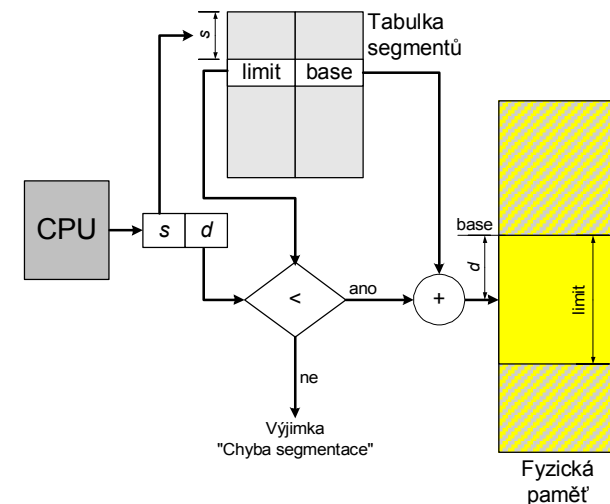 Tabulka
segmentů
s
limit
base
CPU
s
d
<
ano
+
ne
Výjimka
"Chyba segmentace"
base
d
limit
Fyzická
paměť